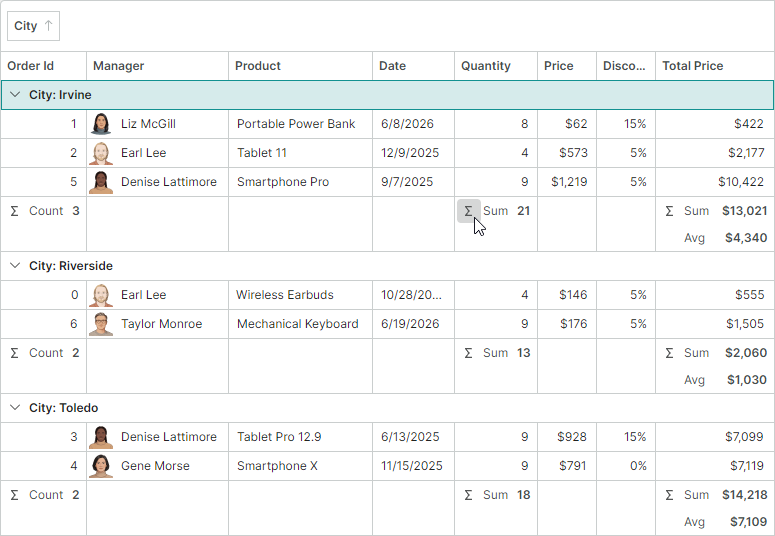 City ↑
Order Id Manager Product Date Quantity Price Disco... Total Price
City: Irvine
1 Liz McGill Portable Power Bank 6/8/2026 8 $62 15% $422
2 Earl Lee Tablet 11 12/9/2025 4 $573 5% $2,177
5 Denise Lattimore Smartphone Pro 9/7/2025 9 $1,219 5% $10,422
Σ Count 3 Σ Sum 21 Σ Sum $13,021
Avg $4,340
City: Riverside
0 Earl Lee Wireless Earbuds 10/28/20... 4 $146 5% $555
6 Taylor Monroe Mechanical Keyboard 6/19/2026 9 $176 5% $1,505
Σ Count 2 Σ Sum 13 Σ Sum $2,060
Avg $1,030
City: Toledo
3 Denise Lattimore Tablet Pro 12.9 6/13/2025 9 $928 15% $7,099
4 Gene Morse Smartphone X 11/15/2025 9 $791 0% $7,119
Σ Count 2 Σ Sum 18 Σ Sum $14,218
Avg $7,109